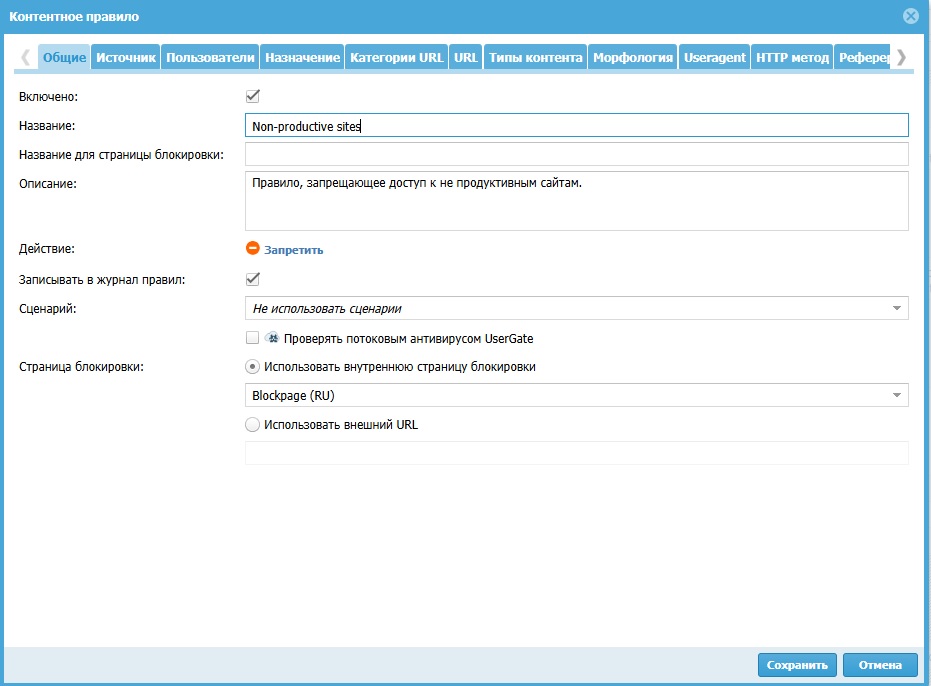 Контентное правило
Общие Источник Пользователи Назначение Категории URL URL Типы контента Морфология Useragent HTTP метод
Включено:
Название: Non-productive sites
Название для страницы блокировки:
Описание: Правило, запрещающее доступ к не продуктивным сайтам.
Действие: Запретить
Записывать в журнал правил:
Сценарий: Не использовать сценарии
Проверять потоковым антивирусом UserGate
Страница блокировки: Использовать внутреннюю страницу блокировки
Blockpage (RU)
Использовать внешний URL
Сохранить Отмена